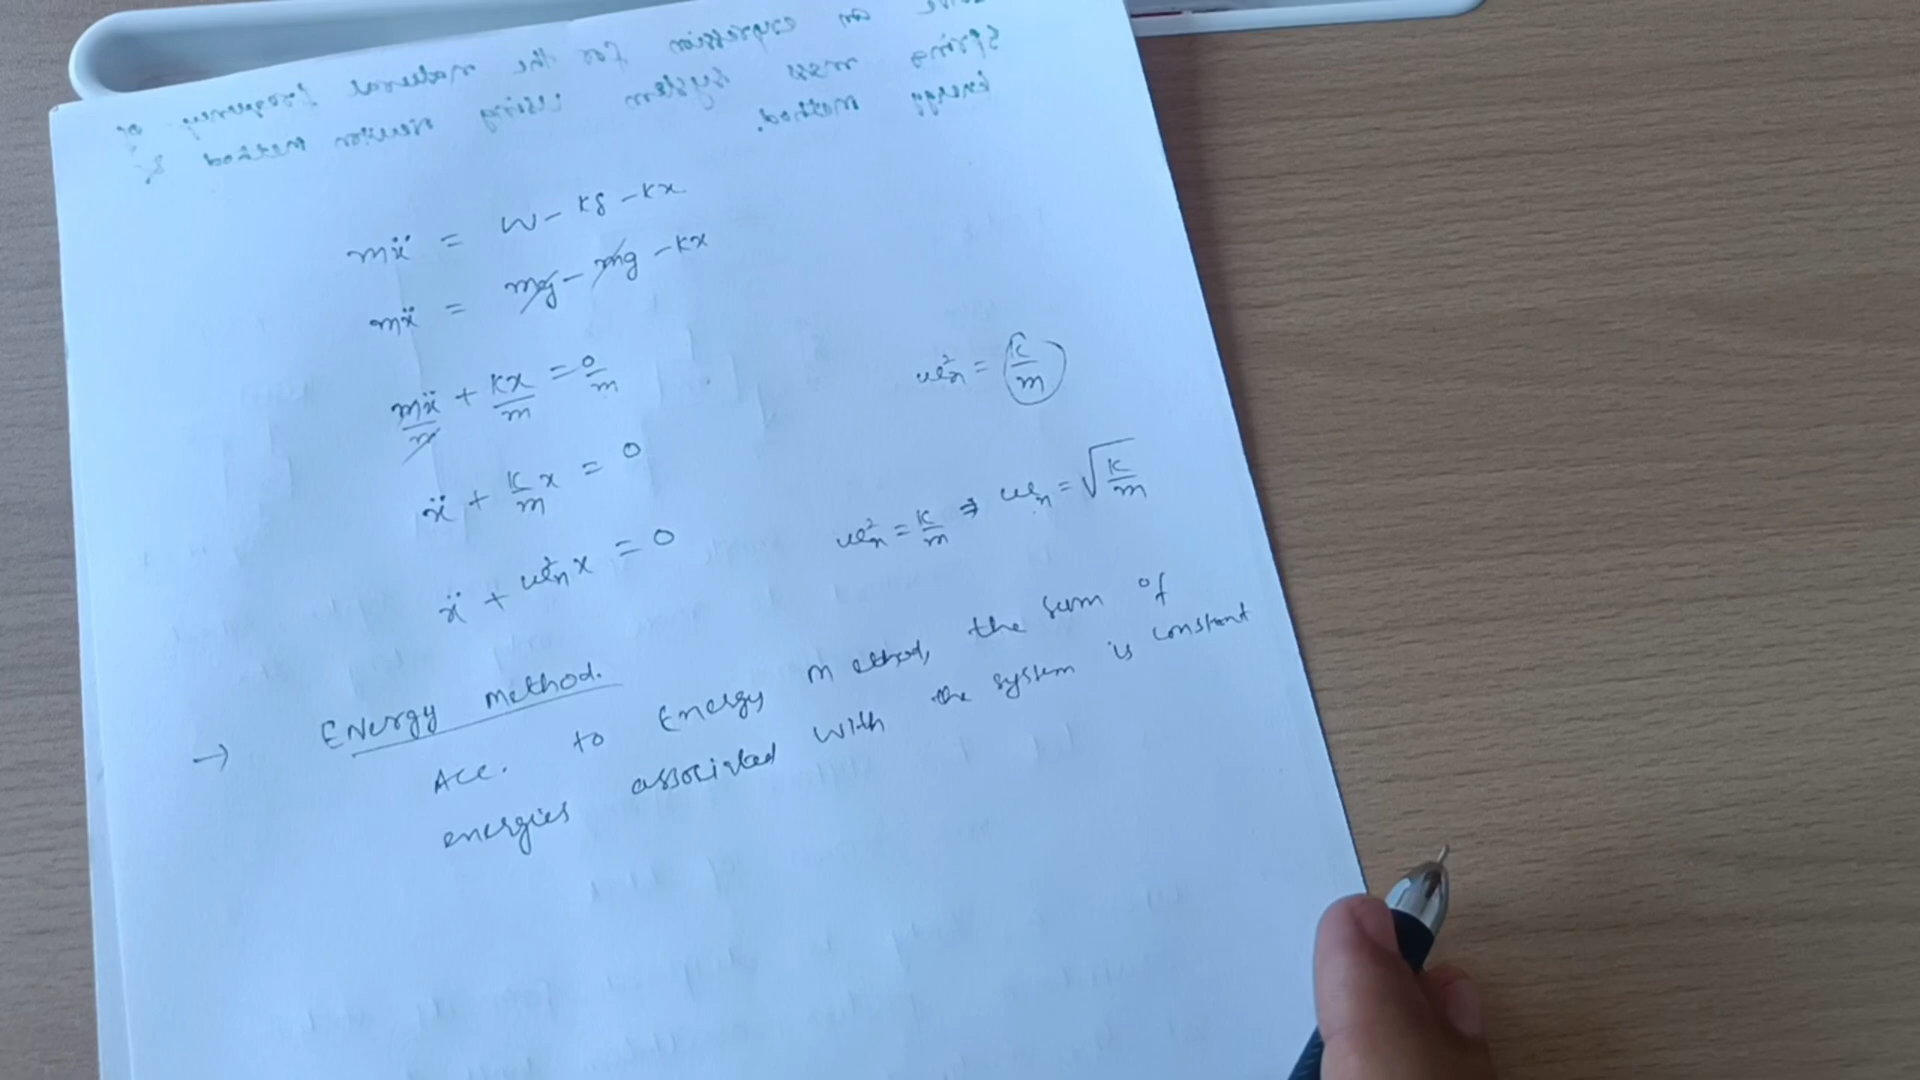 mẍ = W - kδ - kx
mẍ = mg - mg - kx
mẍ/m + kx/m = 0/m
ωn² = k/m
ẍ + k/m x = 0
ẍ + ωn² x = 0
ωn² = k/m ⇒ ωn = √k/m
→ Energy method.
Acc. to Energy method, the sum of
energies associated with the system is constant